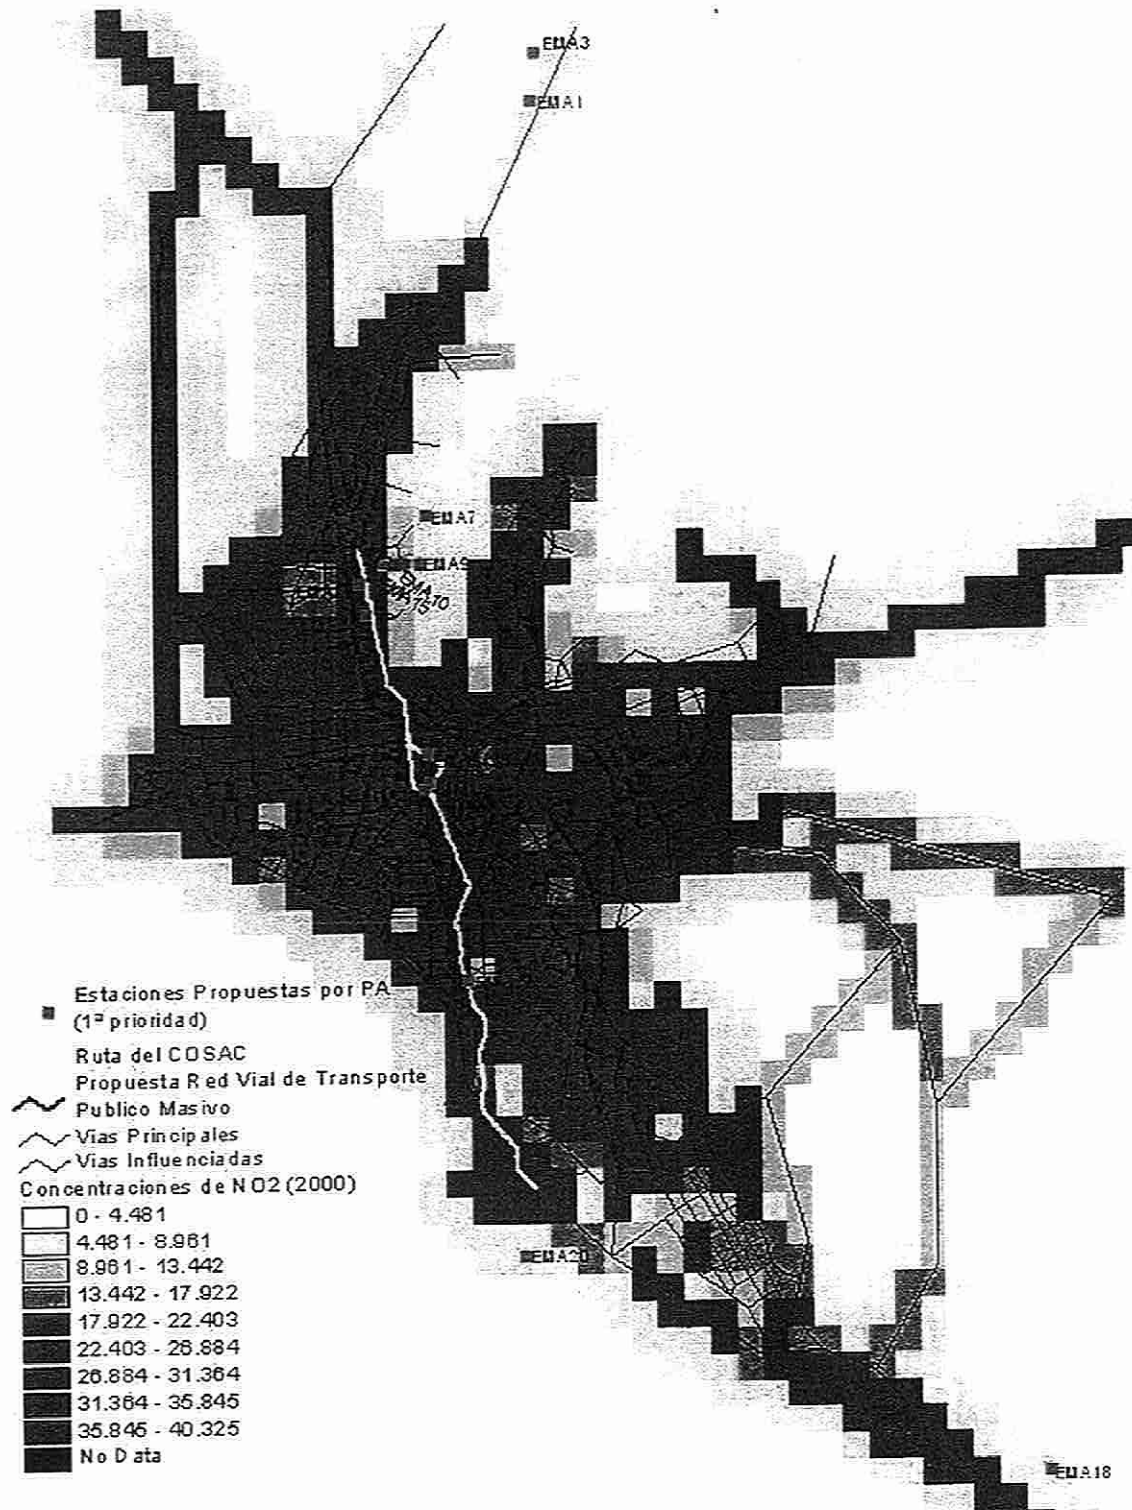 EMA3
EMA1
EMA7
EMA9
Estaciones Propuestas por PA
(1ª prioridad)
Ruta del COSAC
Propuesta Red Vial de Transporte
Publico Masivo
Vias Principales
Vias Influenciadas
Concentraciones de NO2 (2000)
0 - 4.481
4.481 - 8.961
8.961 - 13.442
13.442 - 17.922
17.922 - 22.403
22.403 - 26.884
26.884 - 31.364
31.364 - 35.845
35.845 - 40.325
No Data
EMA20
EMA18